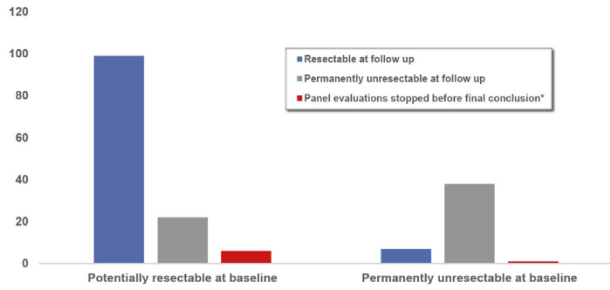 120
100
80
60
40
20
0
Resectable at follow up
Permanently unresectable at follow up
Panel evaluations stopped before final conclusion*
Potentially resectable at baseline
Permanently unresectable at baseline